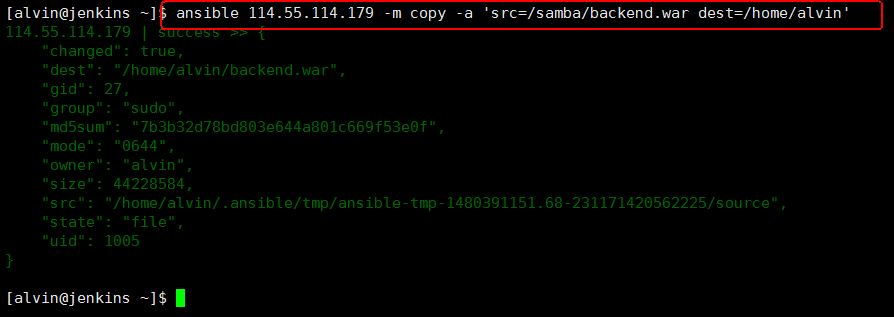 [alvin@jenkins ~]$ ansible 114.55.114.179 -m copy -a 'src=/samba/backend.war dest=/home/alvin'
114.55.114.179 | success >> {
    "changed": true,
    "dest": "/home/alvin/backend.war",
    "gid": 27,
    "group": "sudo",
    "md5sum": "7b3b32d78bd803e644a801c669f53e0f",
    "mode": "0644",
    "owner": "alvin",
    "size": 44228584,
    "src": "/home/alvin/.ansible/tmp/ansible-tmp-1480391151.68-231171420562225/source",
    "state": "file",
    "uid": 1005
}
[alvin@jenkins ~]$